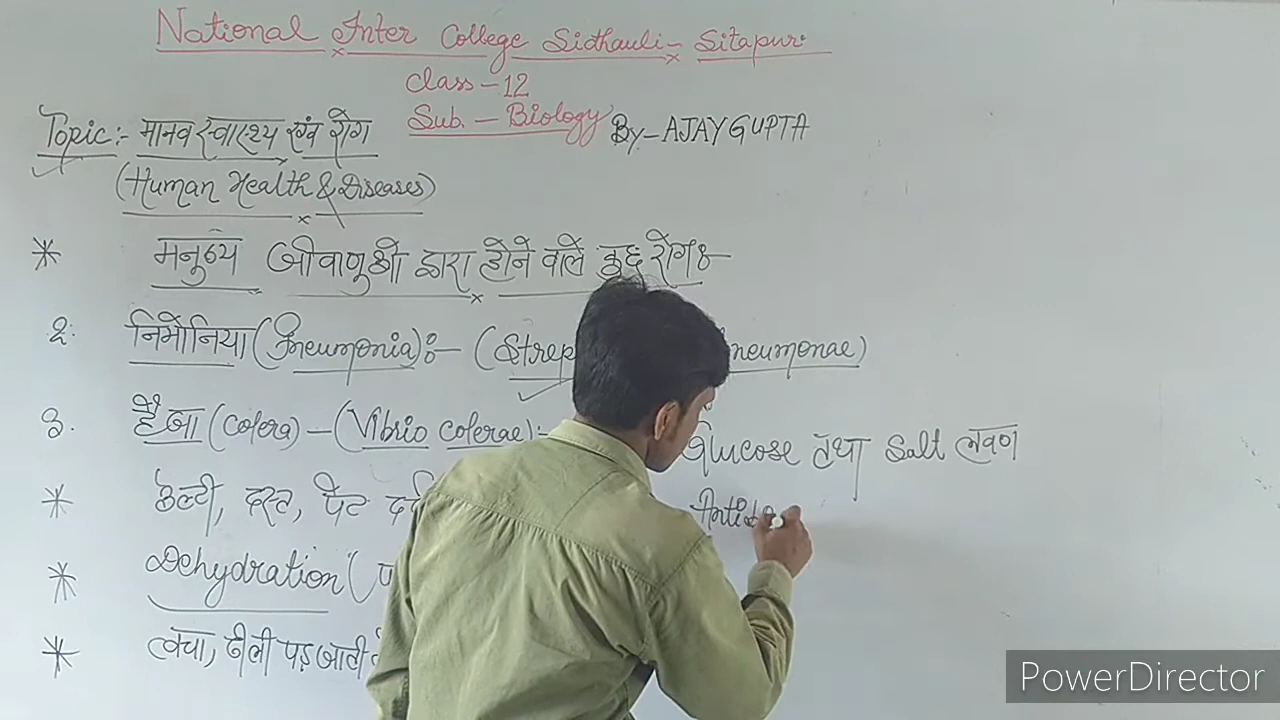 National Inter College Sidhauli - Sitapur
Class - 12
Sub. - Biology
By:- AJAY GUPTA
Topic:- मानव स्वास्थ्य एवं रोग
(Human Health & Diseases)
* मनुष्य जीवाणुओ द्वारा होने वाले कुछ रोग :-
2. निमोनिया (Pneumonia) :- (Strep neumonae)
3. हैजा (Colera) - (Vibrio colerae) :-
Glucose तथा Salt लवण
* उल्टी, दस्त, पेट
* Dehydration (
* त्वचा, ढीली पड़ जाती
PowerDirector